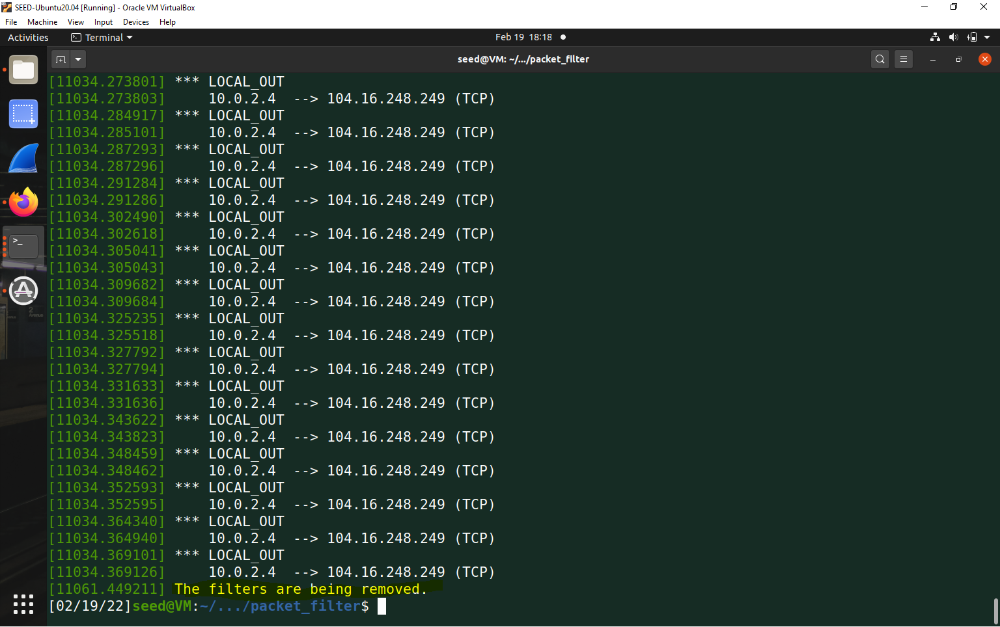 SEED-Ubuntu20.04 [Running] - Oracle VM VirtualBox
File Machine View Input Devices Help
Activities Terminal Feb 19 18:18
seed@VM: ~/.../packet_filter
[11034.273801] *** LOCAL_OUT
[11034.273803]     10.0.2.4  --> 104.16.248.249 (TCP)
[11034.284917] *** LOCAL_OUT
[11034.285101]     10.0.2.4  --> 104.16.248.249 (TCP)
[11034.287293] *** LOCAL_OUT
[11034.287296]     10.0.2.4  --> 104.16.248.249 (TCP)
[11034.291284] *** LOCAL_OUT
[11034.291286]     10.0.2.4  --> 104.16.248.249 (TCP)
[11034.302490] *** LOCAL_OUT
[11034.302618]     10.0.2.4  --> 104.16.248.249 (TCP)
[11034.305041] *** LOCAL_OUT
[11034.305043]     10.0.2.4  --> 104.16.248.249 (TCP)
[11034.309682] *** LOCAL_OUT
[11034.309684]     10.0.2.4  --> 104.16.248.249 (TCP)
[11034.325235] *** LOCAL_OUT
[11034.325518]     10.0.2.4  --> 104.16.248.249 (TCP)
[11034.327792] *** LOCAL_OUT
[11034.327794]     10.0.2.4  --> 104.16.248.249 (TCP)
[11034.331633] *** LOCAL_OUT
[11034.331636]     10.0.2.4  --> 104.16.248.249 (TCP)
[11034.343622] *** LOCAL_OUT
[11034.343823]     10.0.2.4  --> 104.16.248.249 (TCP)
[11034.348459] *** LOCAL_OUT
[11034.348462]     10.0.2.4  --> 104.16.248.249 (TCP)
[11034.352593] *** LOCAL_OUT
[11034.352595]     10.0.2.4  --> 104.16.248.249 (TCP)
[11034.364340] *** LOCAL_OUT
[11034.364940]     10.0.2.4  --> 104.16.248.249 (TCP)
[11034.369101] *** LOCAL_OUT
[11034.369126]     10.0.2.4  --> 104.16.248.249 (TCP)
[11061.449211] The filters are being removed.
[02/19/22]seed@VM:~/.../packet_filter$